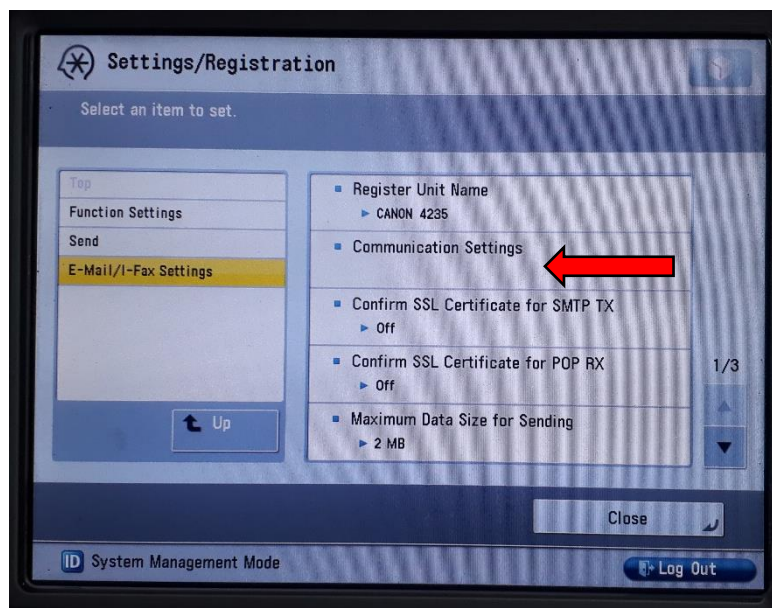 Settings/Registration
Select an item to set.
Top
Function Settings
Send
E-Mail/I-Fax Settings
Up
Register Unit Name
CANON 4235
Communication Settings
Confirm SSL Certificate for SMTP TX
Off
Confirm SSL Certificate for POP RX
Off
Maximum Data Size for Sending
2 MB
1/3
Close
ID System Management Mode
Log Out